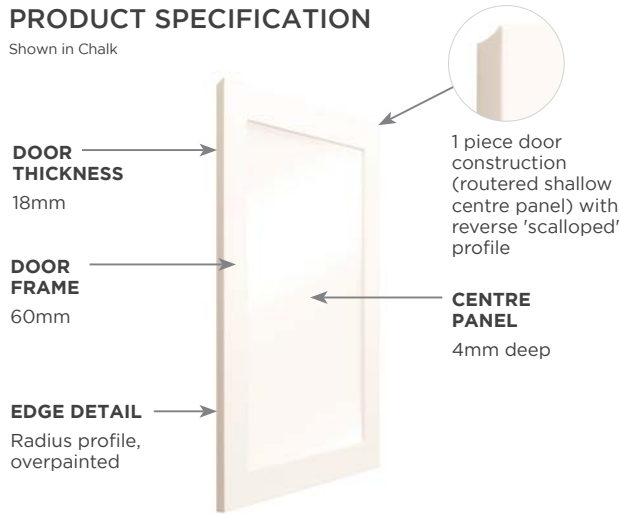 PRODUCT SPECIFICATION
Shown in Chalk
DOOR
THICKNESS
18mm
DOOR
FRAME
60mm
EDGE DETAIL
Radius profile,
overpainted
1 piece door
construction
(routered shallow
centre panel) with
reverse 'scalloped'
profile
CENTRE
PANEL
4mm deep